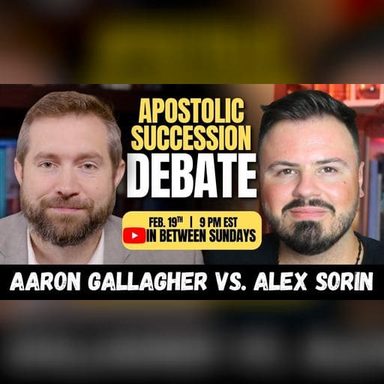 APOSTOLIC
SUCCESSION
DEBATE
FEB. 19TH | 9 PM EST
IN BETWEEN SUNDAYS
AARON GALLAGHER VS. ALEX SORIN